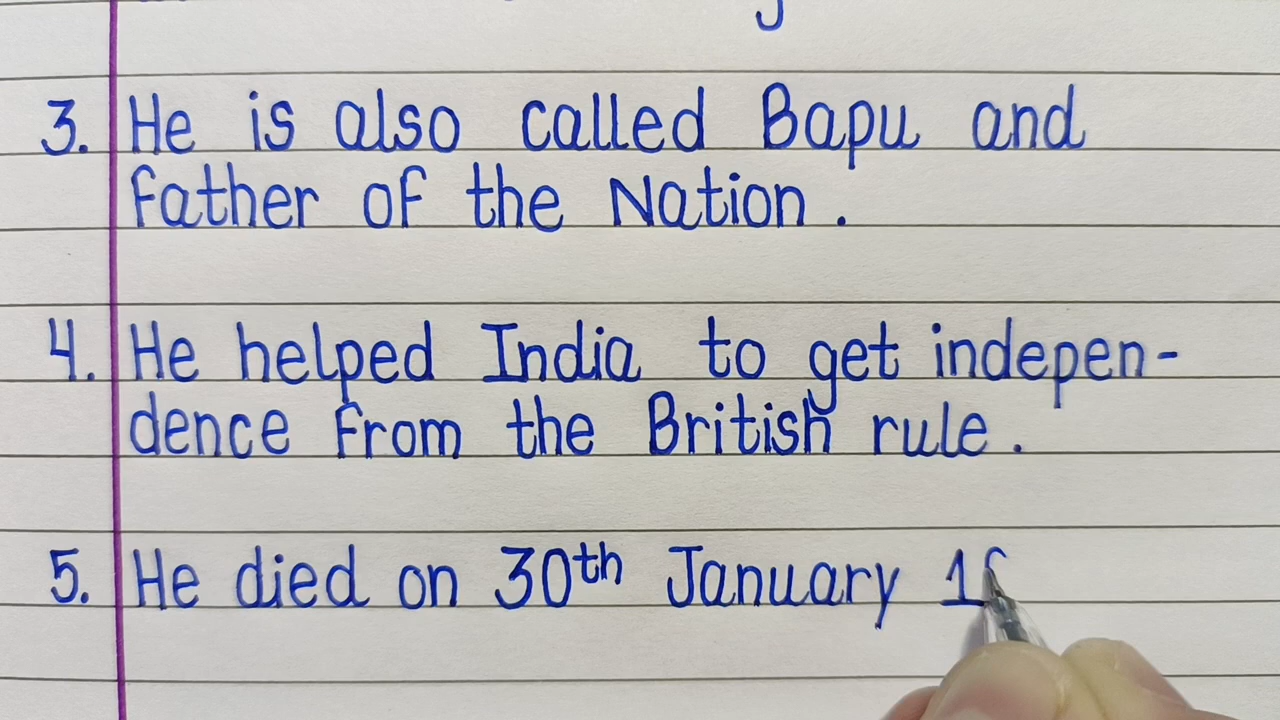 3. He is also called Bapu and
Father of the Nation.
4. He helped India to get indepen-
dence from the British rule.
5. He died on 30th January 1